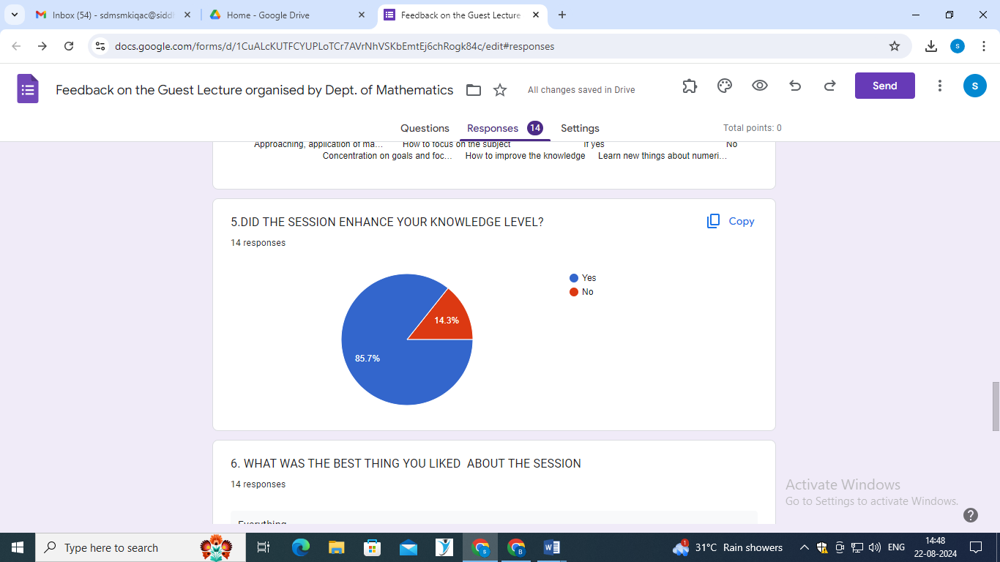 Inbox (54) - sdmsmkiqac@siddh
Home - Google Drive
Feedback on the Guest Lecture
docs.google.com/forms/d/1CuALcKUTFCYUPLoTCr7AVrNhVSKbEmtEj6chRogk84c/edit#responses
S
Feedback on the Guest Lecture organised by Dept. of Mathematics
All changes saved in Drive
Send
S
Questions
Responses 14
Settings
Total points: 0
Approaching, application of ma...
How to focus on the subject
If yes
No
Concentration on goals and foc...
How to improve the knowledge
Learn new things about numeri...
5.DID THE SESSION ENHANCE YOUR KNOWLEDGE LEVEL?
Copy
14 responses
Yes
No
14.3%
85.7%
6. WHAT WAS THE BEST THING YOU LIKED  ABOUT THE SESSION
14 responses
Everything
Activate Windows
Go to Settings to activate Windows.
Type here to search
31°C Rain showers
ENG
14:48
22-08-2024